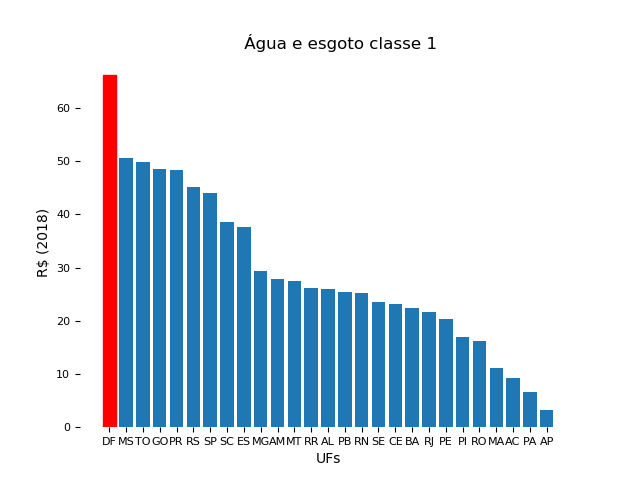 Água e esgoto classe 1
R$ (2018)
60
50
40
30
20
10
0
DF MS TO GO PR RS SP SC ES MG AM MT RR AL PB RN SE CE BA RJ PE PI RO MA AC PA AP
UFs